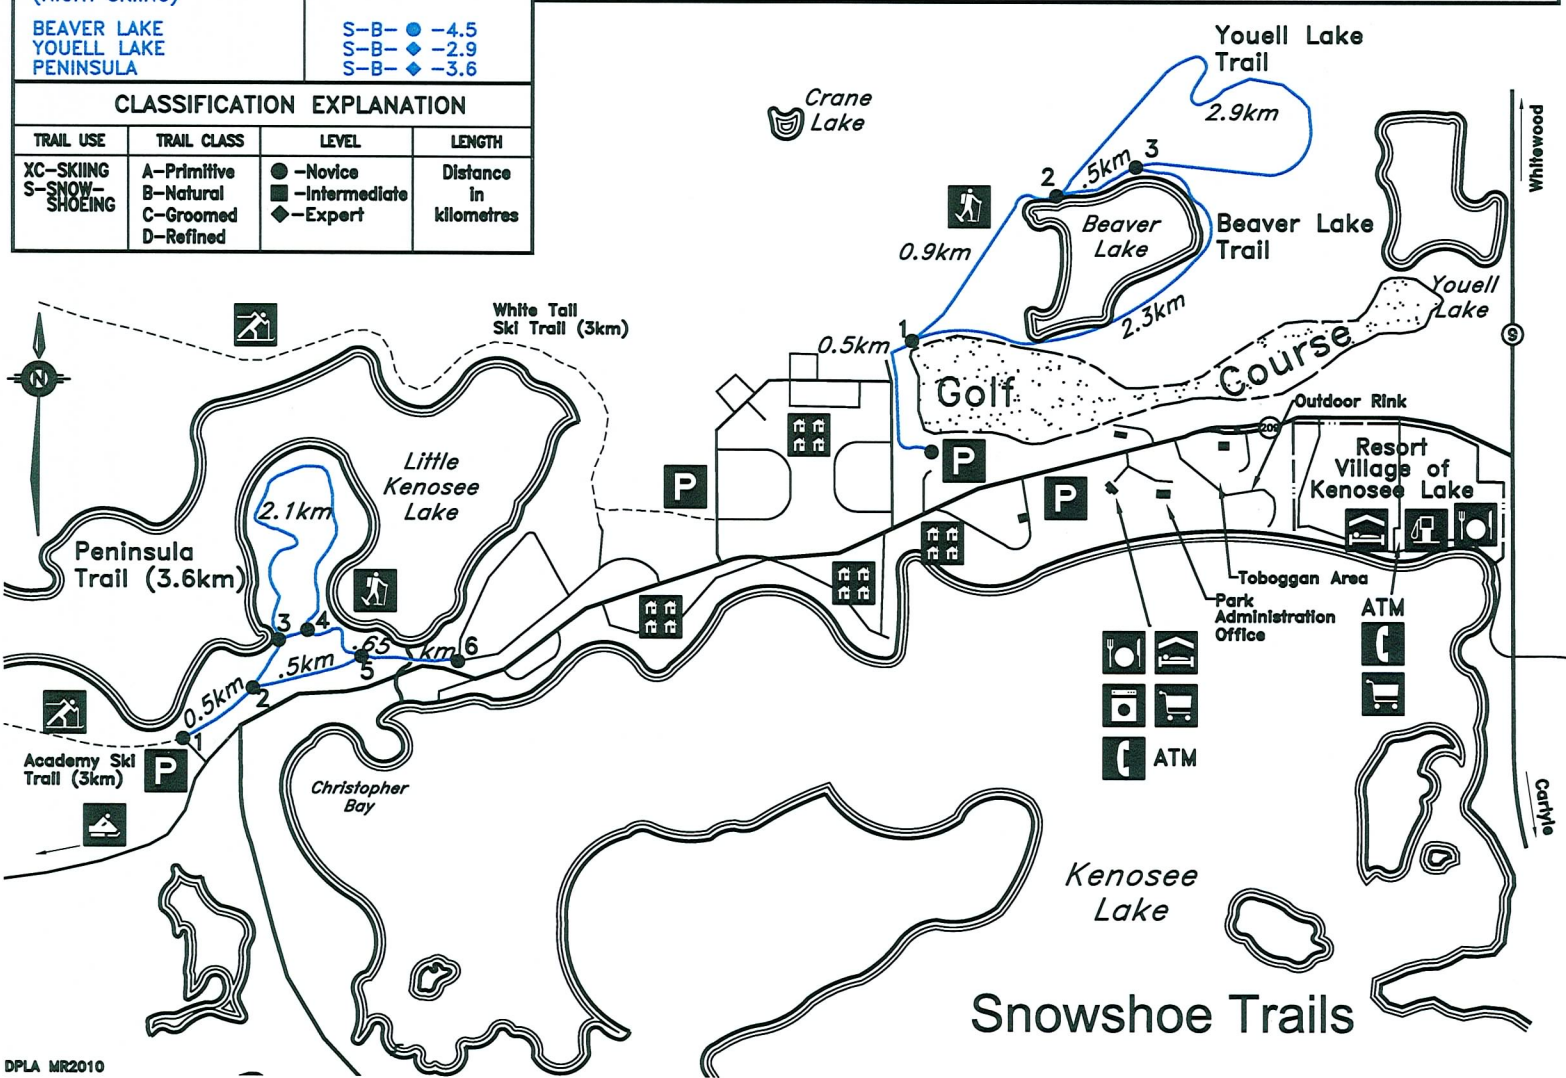 BEAVER LAKE S-B- ● -4.5
YOUELL LAKE S-B- ◆ -2.9
PENINSULA S-B- ◆ -3.6
CLASSIFICATION EXPLANATION
TRAIL USE TRAIL CLASS LEVEL LENGTH
XC-SKIING A-Primitive ● -Novice Distance
S-SNOW- B-Natural ■ -Intermediate in
SHOEING C-Groomed ◆ -Expert kilometres
D-Refined
Youell Lake
Trail
2.9km
Crane
Lake
Whitewood
3
.5km
2
Beaver
Lake
Beaver Lake
Trail
0.9km
Youell
Lake
2.3km
S
1
0.5km
Golf Course
White Tail
Ski Trail (3km)
N
Outdoor Rink
209
Resort
Village of
Kenosee Lake
P
P
P
Little
Kenosee
Lake
2.1km
Peninsula
Trail (3.6km)
Toboggan Area
Park
Administration
Office
ATM
3
4
.65 km
6
5
.5km
2
0.5km
1
Academy Ski
Trail (3km)
P
ATM
Christopher
Bay
Carlyle
Kenosee
Lake
Snowshoe Trails
DPLA MR2010